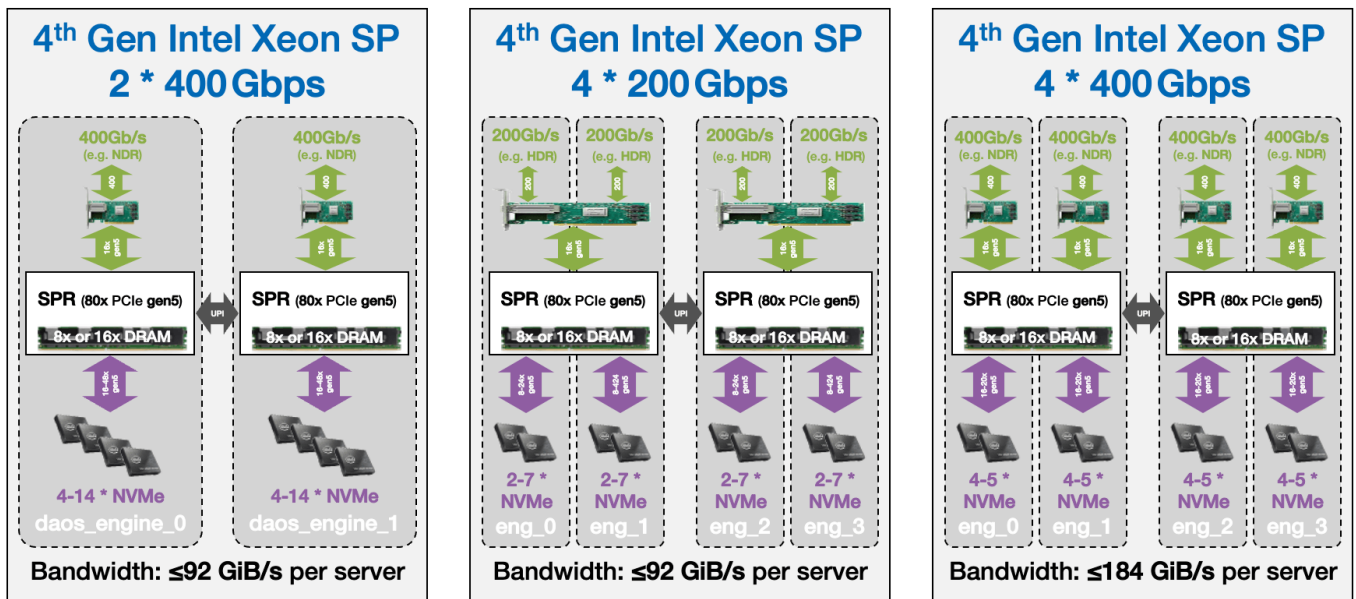 4th Gen Intel Xeon SP
2 * 400 Gbps
400Gb/s
(e.g. NDR)
400
16x
gen5
400Gb/s
(e.g. NDR)
400
16x
gen5
SPR (80x PCIe gen5)
8x or 16x DRAM
UPI
SPR (80x PCIe gen5)
8x or 16x DRAM
16-48x
gen5
16-48x
gen5
4-14 * NVMe
daos_engine_0
4-14 * NVMe
daos_engine_1
Bandwidth: ≤92 GiB/s per server
4th Gen Intel Xeon SP
4 * 200 Gbps
200Gb/s
(e.g. HDR)
200
200Gb/s
(e.g. HDR)
200
16x
gen5
200Gb/s
(e.g. HDR)
200
200Gb/s
(e.g. HDR)
200
16x
gen5
SPR (80x PCIe gen5)
8x or 16x DRAM
UPI
SPR (80x PCIe gen5)
8x or 16x DRAM
8-24x
gen5
8-424
gen5
8-24x
gen5
8-424
gen5
2-7 *
NVMe
eng_0
2-7 *
NVMe
eng_1
2-7 *
NVMe
eng_2
2-7 *
NVMe
eng_3
Bandwidth: ≤92 GiB/s per server
4th Gen Intel Xeon SP
4 * 400 Gbps
400Gb/s
(e.g. NDR)
400
16x
gen5
400Gb/s
(e.g. NDR)
400
16x
gen5
400Gb/s
(e.g. NDR)
400
16x
gen5
400Gb/s
(e.g. NDR)
400
16x
gen5
SPR (80x PCIe gen5)
8x or 16x DRAM
UPI
SPR (80x PCIe gen5)
8x or 16x DRAM
16-20x
gen5
16-20x
gen5
16-20x
gen5
16-20x
gen5
4-5 *
NVMe
eng_0
4-5 *
NVMe
eng_1
4-5 *
NVMe
eng_2
4-5 *
NVMe
eng_3
Bandwidth: ≤184 GiB/s per server